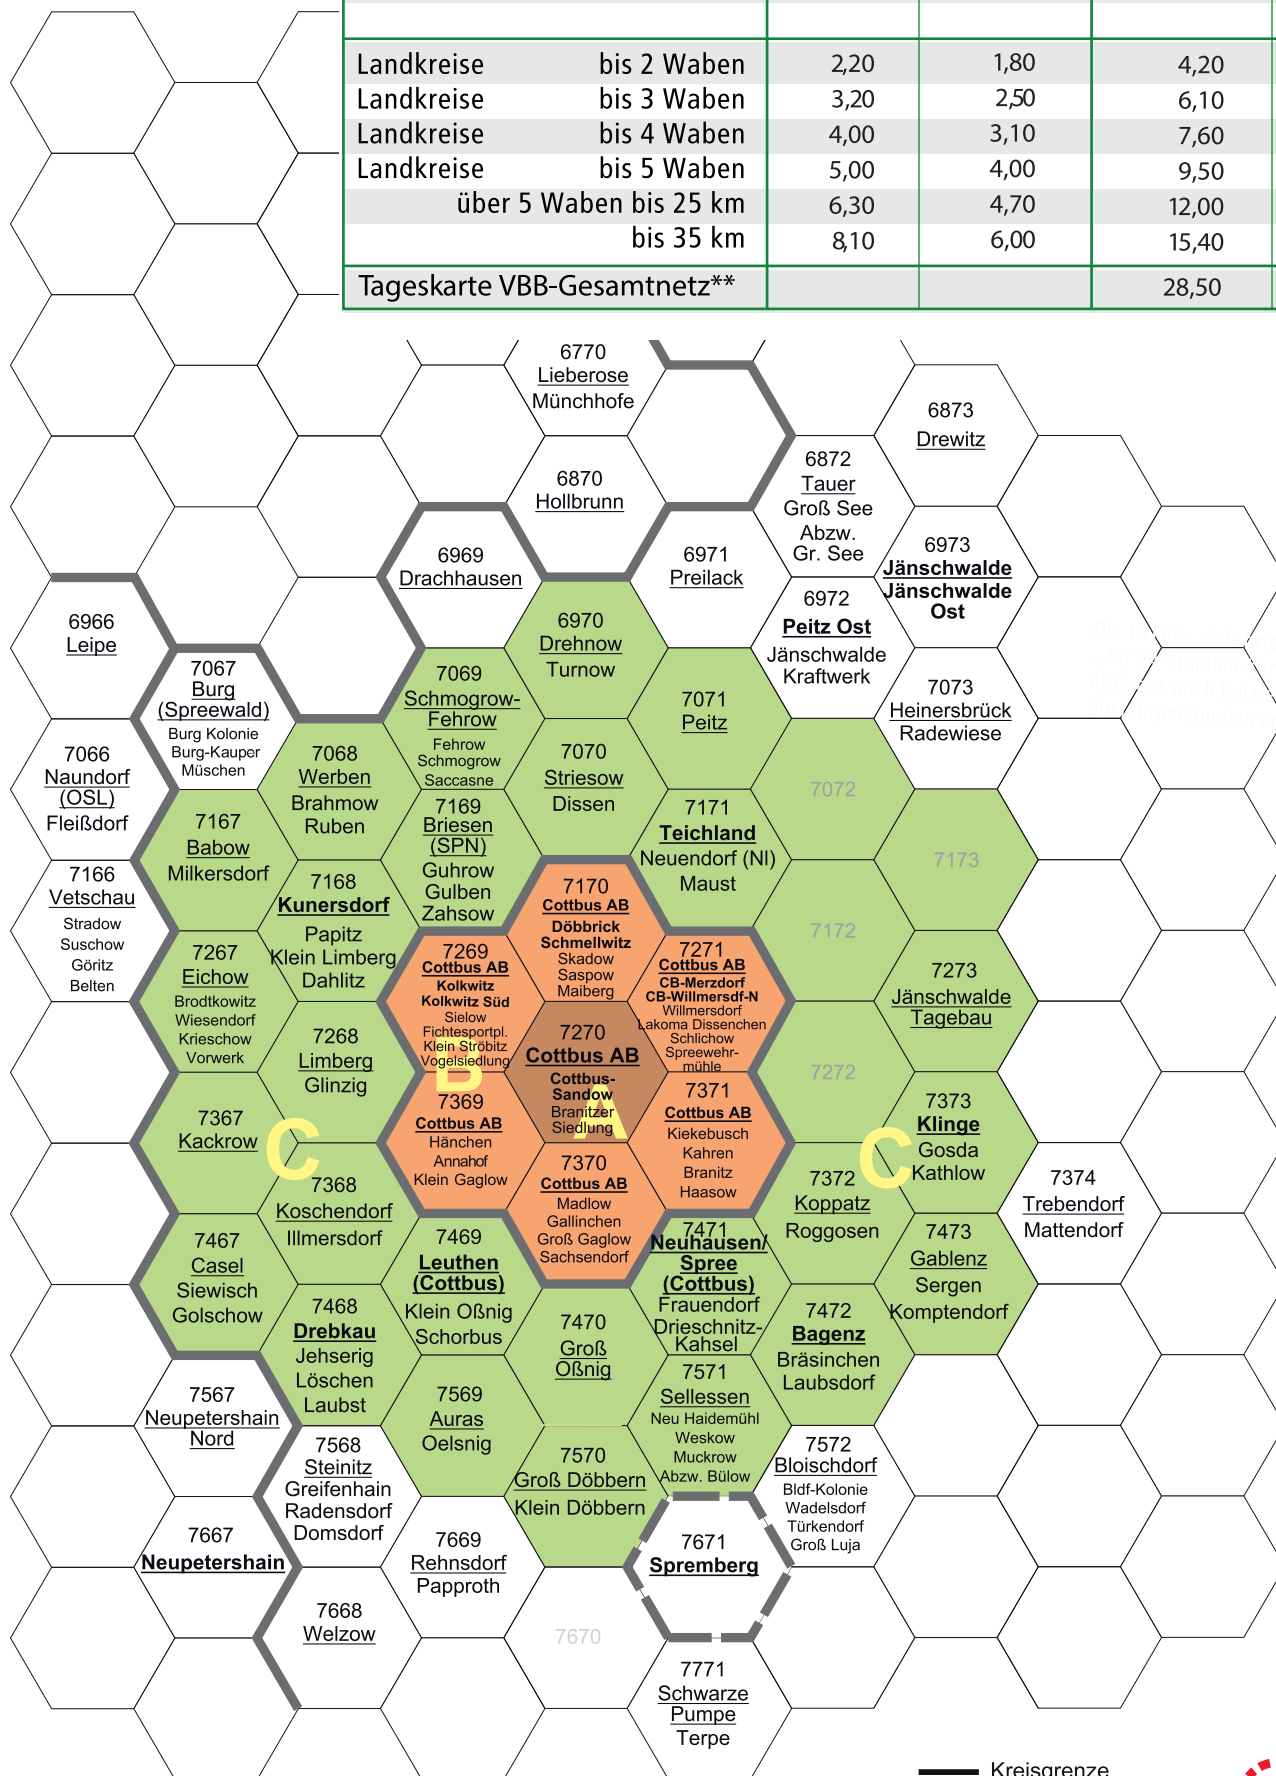 Landkreise bis 2 Waben 2,20 1,80 4,20
Landkreise bis 3 Waben 3,20 2,50 6,10
Landkreise bis 4 Waben 4,00 3,10 7,60
Landkreise bis 5 Waben 5,00 4,00 9,50
über 5 Waben bis 25 km 6,30 4,70 12,00
bis 35 km 8,10 6,00 15,40
Tageskarte VBB-Gesamtnetz** 28,50
6770
Lieberose
Münchhofe
6873
Drewitz
6870
Hollbrunn
6872
Tauer
Groß See
Abzw.
Gr. See
6969
Drachhausen
6971
Preilack
6973
Jänschwalde
Jänschwalde
Ost
6966
Leipe
6970
Drehnow
Turnow
6972
Peitz Ost
Jänschwalde
Kraftwerk
7067
Burg
(Spreewald)
Burg Kolonie
Burg-Kauper
Müschen
7069
Schmogrow-
Fehrow
Fehrow
Schmogrow
Saccasne
7071
Peitz
7073
Heinersbrück
Radewiese
7066
Naundorf
(OSL)
Fleißdorf
7068
Werben
Brahmow
Ruben
7070
Striesow
Dissen
7072
7167
Babow
Milkersdorf
7169
Briesen
(SPN)
Guhrow
Gulben
Zahsow
7171
Teichland
Neuendorf (Nl)
Maust
7173
7166
Vetschau
Stradow
Suschow
Göritz
Belten
7168
Kunersdorf
Papitz
Klein Limberg
Dahlitz
7170
Cottbus AB
Döbbrick
Schmellwitz
Skadow
Saspow
Maiberg
7172
7267
Eichow
Brodtkowitz
Wiesendorf
Krieschow
Vorwerk
7269
Cottbus AB
Kolkwitz
Kolkwitz Süd
Sielow
Fichtesportpl.
Klein Ströbitz
Vogelsiedlung
B
7271
Cottbus AB
CB-Merzdorf
CB-Willmersdf-N
Willmersdorf
Lakoma Dissenchen
Schlichow
Spreewehr-
mühle
7273
Jänschwalde
Tagebau
7268
Limberg
Glinzig
7270
Cottbus AB
Cottbus-
Sandow
Branitzer
Siedlung
A
7272
7367
Kackrow
C
7369
Cottbus AB
Hänchen
Annahof
Klein Gaglow
7371
Cottbus AB
Kiekebusch
Kahren
Branitz
Haasow
C
7373
Klinge
Gosda
Kathlow
7368
Koschendorf
Illmersdorf
7370
Cottbus AB
Madlow
Gallinchen
Groß Gaglow
Sachsendorf
7372
Koppatz
Roggosen
7374
Trebendorf
Mattendorf
7467
Casel
Siewisch
Golschow
7469
Leuthen
(Cottbus)
Klein Oßnig
Schorbus
7471
Neuhausen/
Spree
(Cottbus)
Frauendorf
Drieschnitz-
Kahsel
7473
Gablenz
Sergen
Komptendorf
7468
Drebkau
Jehserig
Löschen
Laubst
7470
Groß
Oßnig
7472
Bagenz
Bräsinchen
Laubsdorf
7567
Neupetershain
Nord
7569
Auras
Oelsnig
7571
Sellessen
Neu Haidemühl
Weskow
Muckrow
Abzw. Bülow
7568
Steinitz
Greifenhain
Radensdorf
Domsdorf
7570
Groß Döbbern
Klein Döbbern
7572
Bloischdorf
Bldf-Kolonie
Wadelsdorf
Türkendorf
Groß Luja
7667
Neupetershain
7669
Rehnsdorf
Papproth
7671
Spremberg
7668
Welzow
7670
7771
Schwarze
Pumpe
Terpe
Kreisgrenze